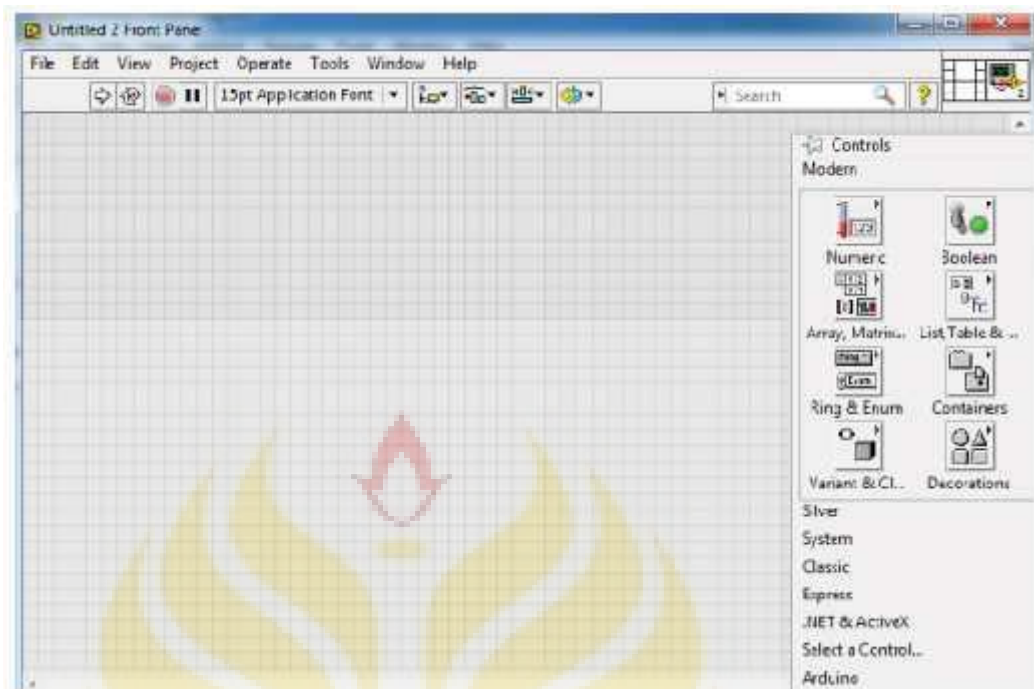 Untitled 2 Front Pane
File Edit View Project Operate Tools Window Help
15pt Application Font
Search
Controls
Modern
Numeric
Boolean
Array, Matrix...
List, Table & ...
Ring & Enum
Containers
Variant & Cl...
Decorations
Silver
System
Classic
Express
.NET & ActiveX
Select a Control...
Arduino